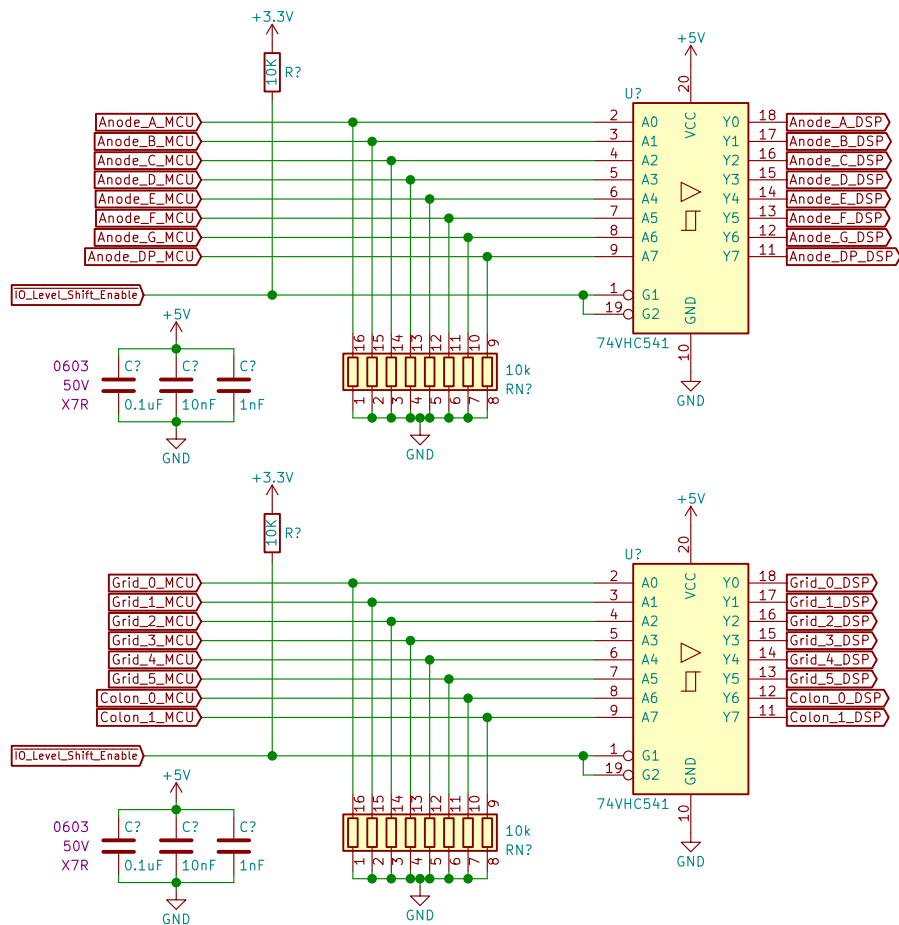 +3.3V
10K
R?
+5V
20
U?
VCC
Anode_A_MCU 2 A0 Y0 18 Anode_A_DSP
Anode_B_MCU 3 A1 Y1 17 Anode_B_DSP
Anode_C_MCU 4 A2 Y2 16 Anode_C_DSP
Anode_D_MCU 5 A3 Y3 15 Anode_D_DSP
Anode_E_MCU 6 A4 Y4 14 Anode_E_DSP
Anode_F_MCU 7 A5 Y5 13 Anode_F_DSP
Anode_G_MCU 8 A6 Y6 12 Anode_G_DSP
Anode_DP_MCU 9 A7 Y7 11 Anode_DP_DSP
IO_Level_Shift_Enable 1 G1
19 G2
GND
74VHC541
10
GND
+5V
0603 C? C? C?
50V
X7R 0.1uF 10nF 1nF
GND
16 15 14 13 12 11 10 9
10k
RN?
1 2 3 4 5 6 7 8
GND
+3.3V
10K
R?
+5V
20
U?
VCC
Grid_0_MCU 2 A0 Y0 18 Grid_0_DSP
Grid_1_MCU 3 A1 Y1 17 Grid_1_DSP
Grid_2_MCU 4 A2 Y2 16 Grid_2_DSP
Grid_3_MCU 5 A3 Y3 15 Grid_3_DSP
Grid_4_MCU 6 A4 Y4 14 Grid_4_DSP
Grid_5_MCU 7 A5 Y5 13 Grid_5_DSP
Colon_0_MCU 8 A6 Y6 12 Colon_0_DSP
Colon_1_MCU 9 A7 Y7 11 Colon_1_DSP
IO_Level_Shift_Enable 1 G1
19 G2
GND
74VHC541
10
GND
+5V
0603 C? C? C?
50V
X7R 0.1uF 10nF 1nF
GND
16 15 14 13 12 11 10 9
10k
RN?
1 2 3 4 5 6 7 8
GND